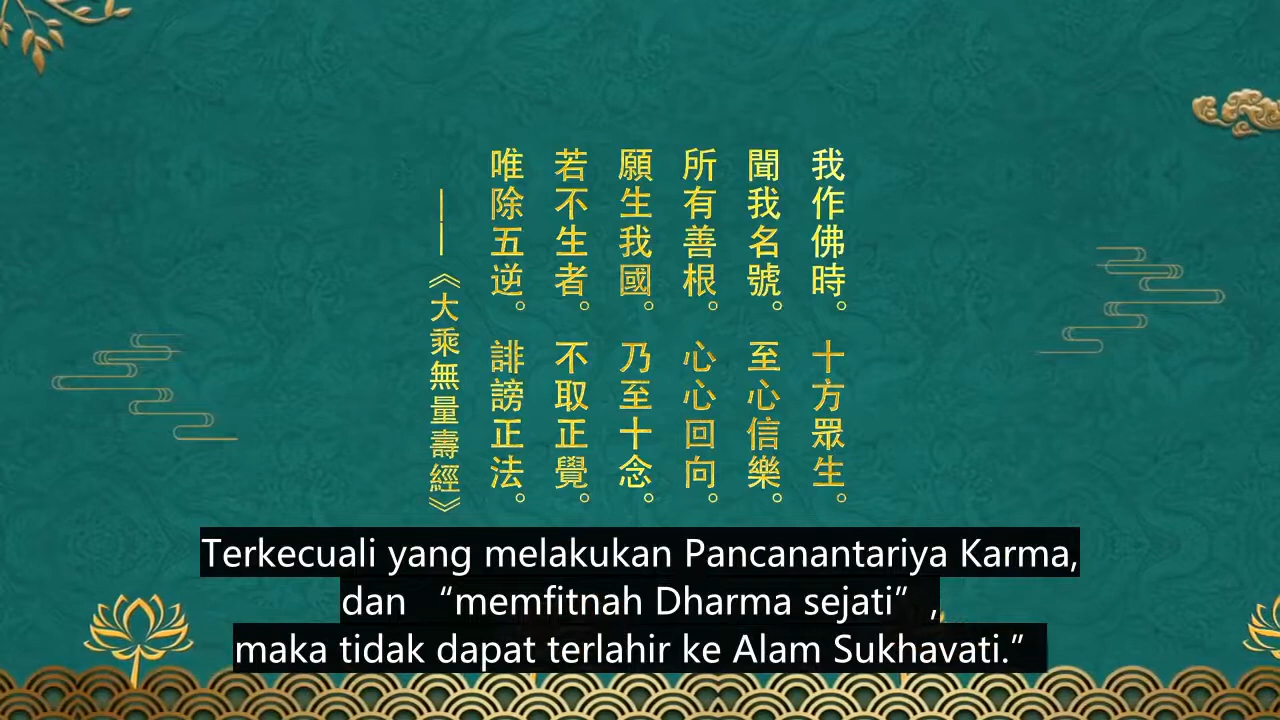 我作佛時。十方眾生。
聞我名號。至心信樂。
所有善根。心心回向。
願生我國。乃至十念。
若不生者。不取正覺。
唯除五逆。誹謗正法。
——《大乘無量壽經》
Terkecuali yang melakukan Pancanantariya Karma,
dan “memfitnah Dharma sejati”,
maka tidak dapat terlahir ke Alam Sukhavati.”